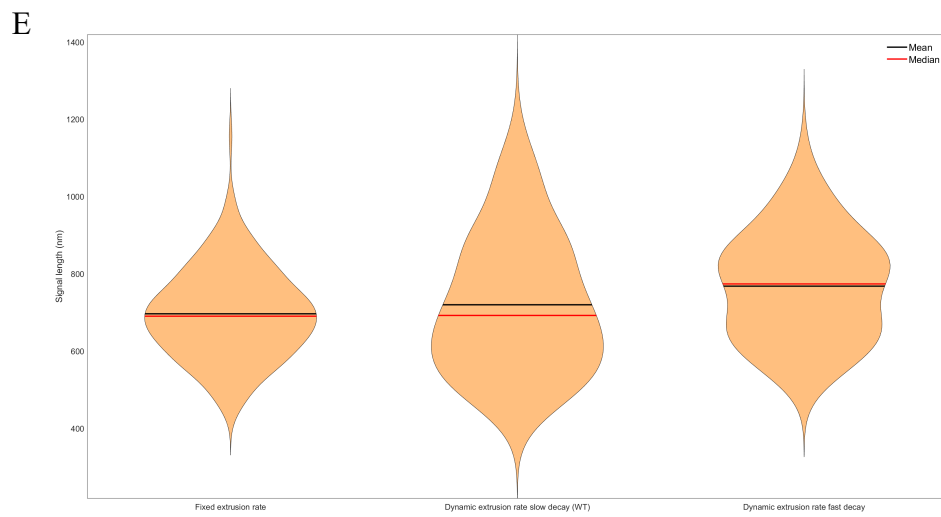 E
Mean
Median
1400
1200
1000
800
600
400
Signal length (nm)
Fixed extrusion rate
Dynamic extrusion rate slow decay (WT)
Dynamic extrusion rate fast decay